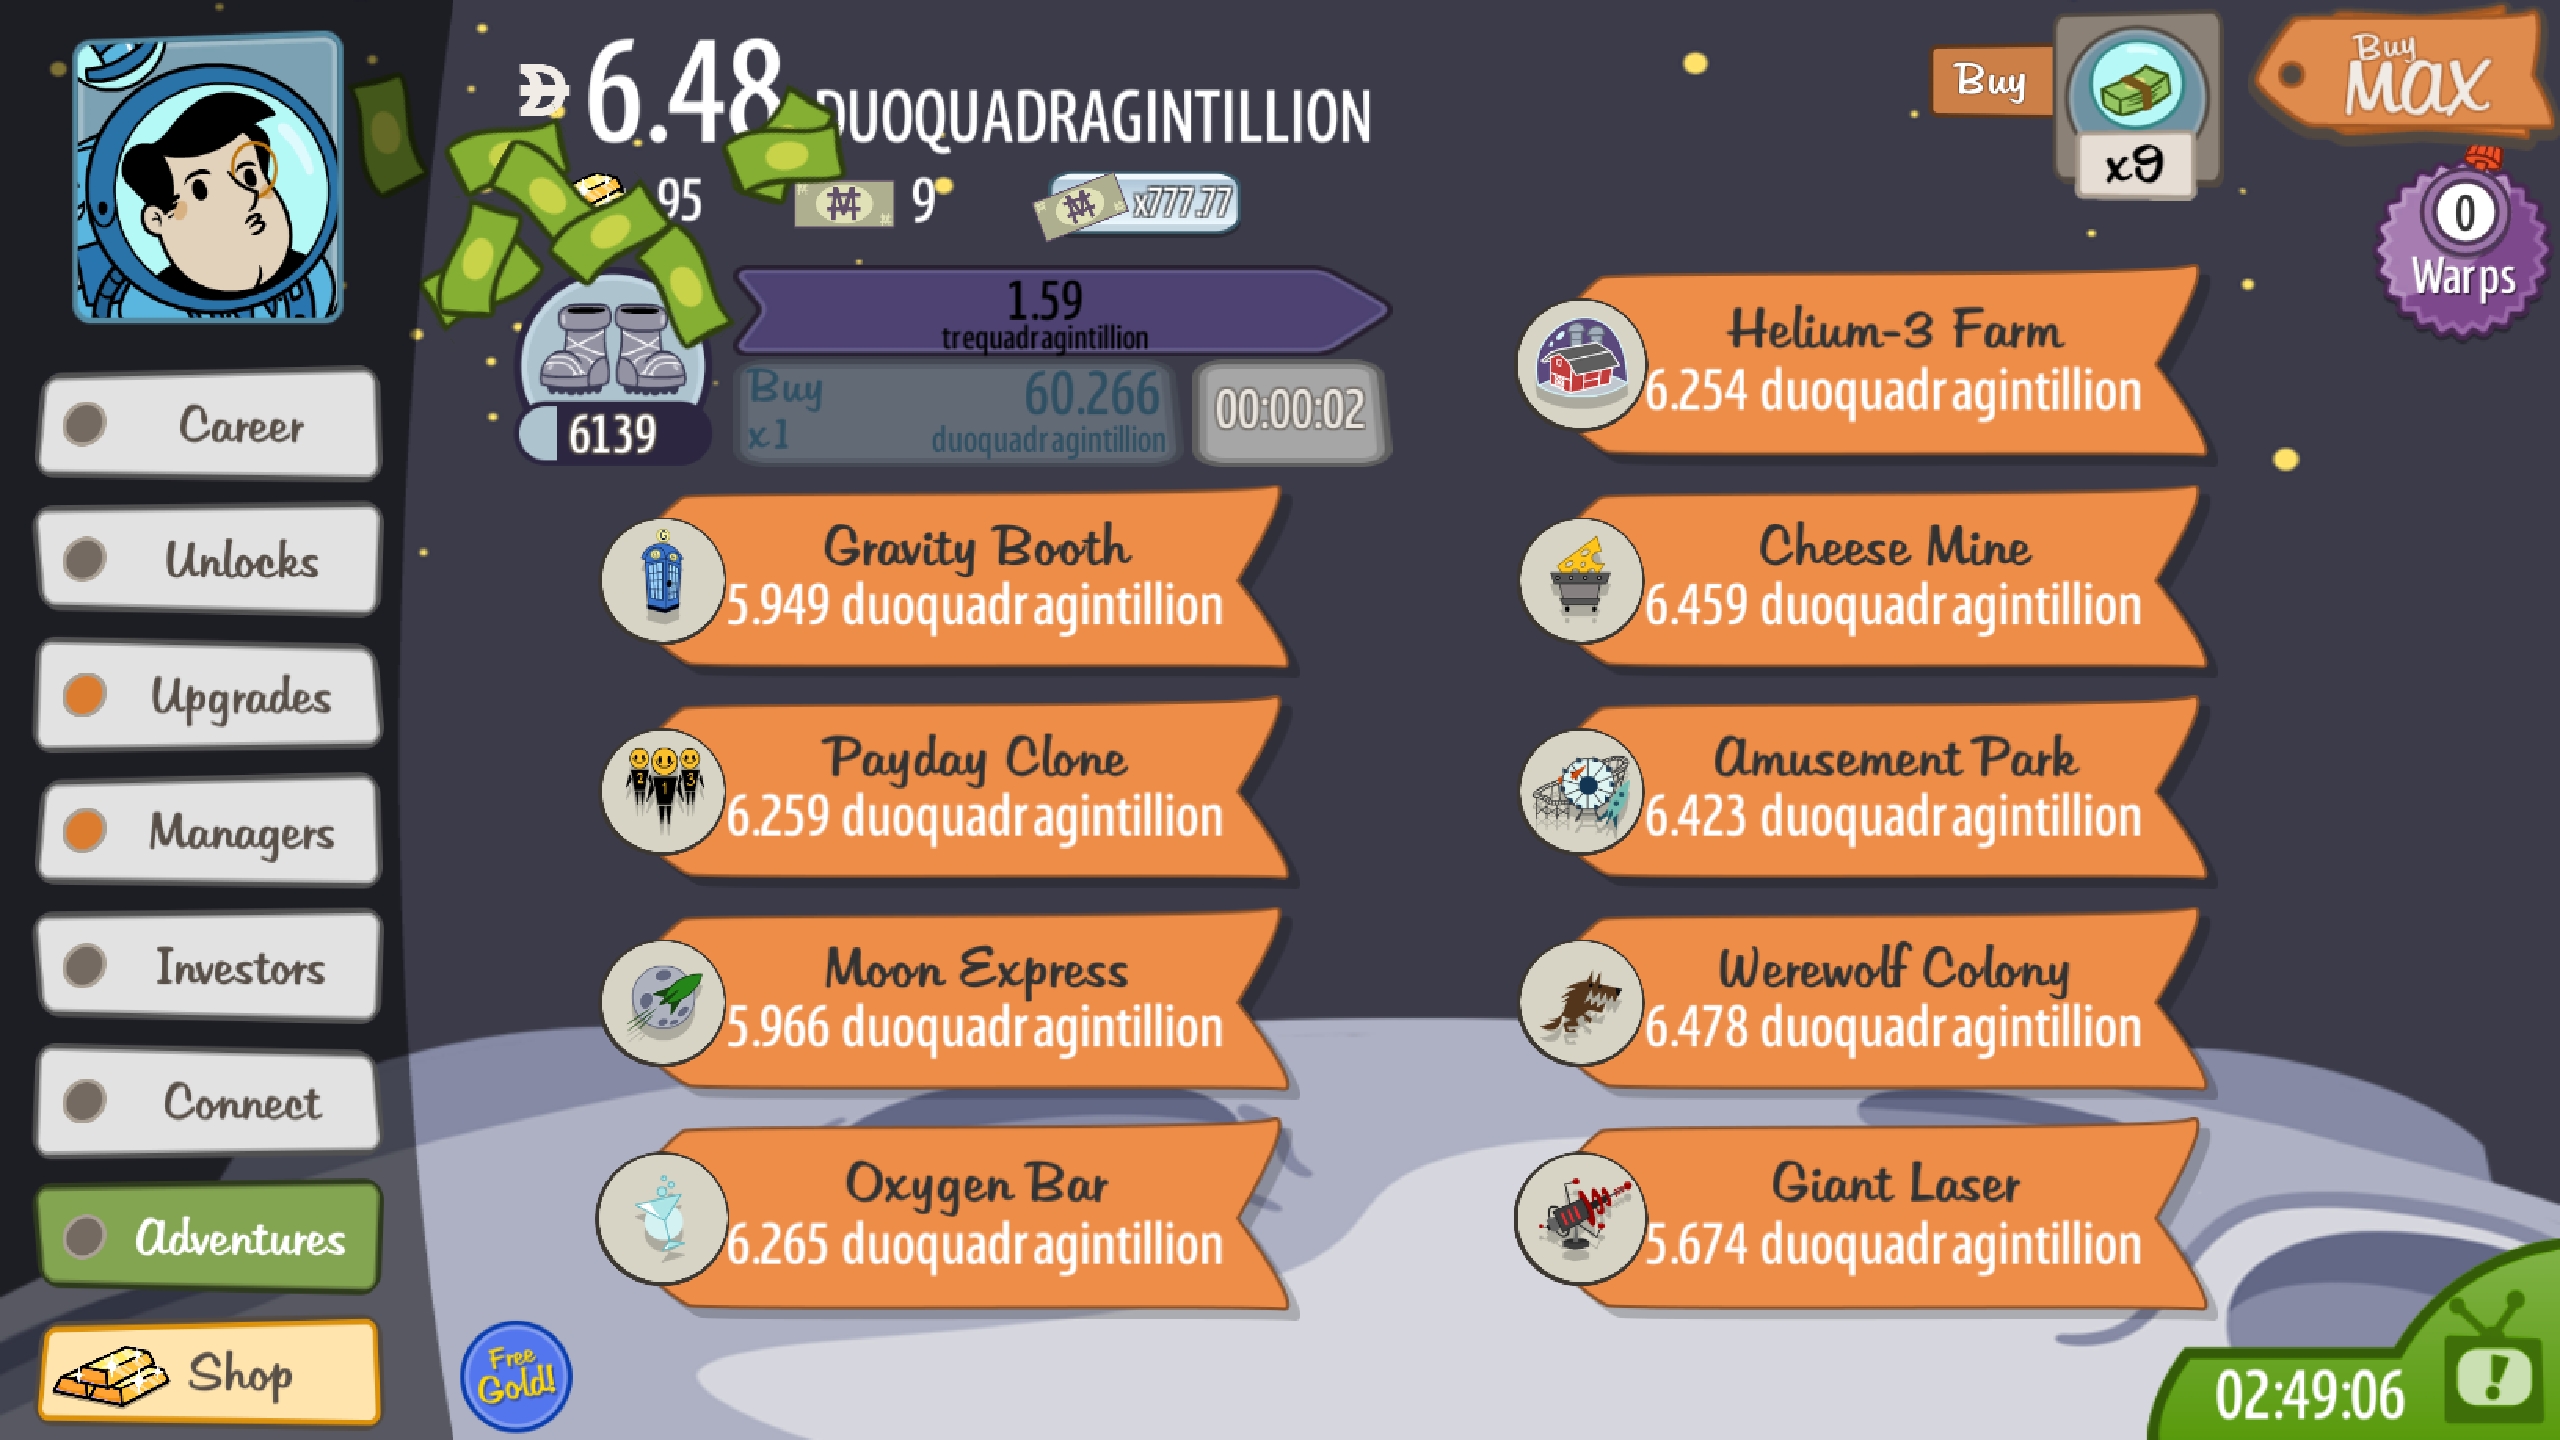 6.48 DUOQUADRAGINTILLION
95
9
x777.77
Buy
x9
Buy
MAX
0
Warps
Career
Unlocks
Upgrades
Managers
Investors
Connect
Adventures
Shop
1.59
trequadragintillion
6139
Buy
x1
60.266
duoquadragintillion
00:00:02
Gravity Booth
5.949 duoquadragintillion
Payday Clone
6.259 duoquadragintillion
Moon Express
5.966 duoquadragintillion
Oxygen Bar
6.265 duoquadragintillion
Helium-3 Farm
6.254 duoquadragintillion
Cheese Mine
6.459 duoquadragintillion
Amusement Park
6.423 duoquadragintillion
Werewolf Colony
6.478 duoquadragintillion
Giant Laser
5.674 duoquadragintillion
Free
Gold!
02:49:06
!